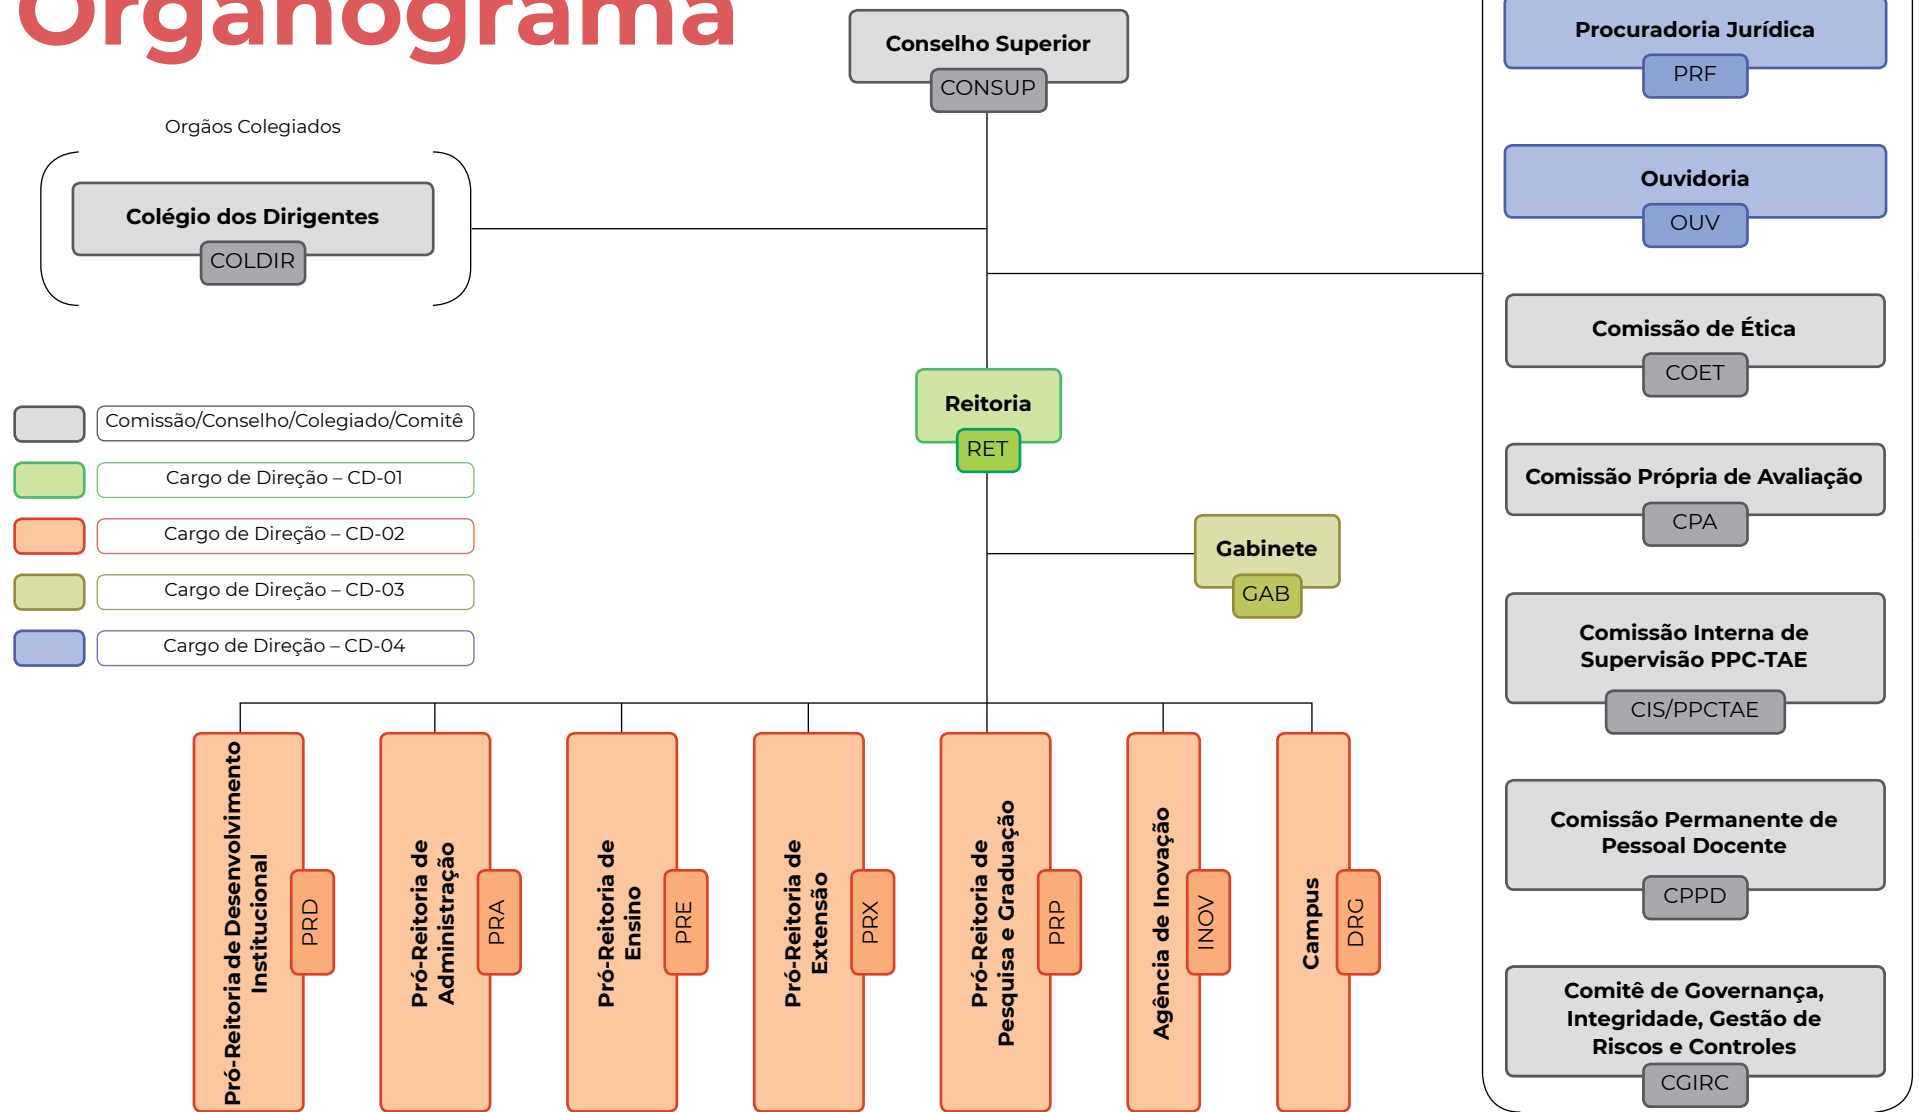 Organograma
Conselho Superior
CONSUP
Orgãos Colegiados
Colégio dos Dirigentes
COLDIR
Comissão/Conselho/Colegiado/Comitê
Cargo de Direção – CD-01
Cargo de Direção – CD-02
Cargo de Direção – CD-03
Cargo de Direção – CD-04
Reitoria
RET
Gabinete
GAB
Pró-Reitoria de Desenvolvimento
Institucional
PRD
Pró-Reitoria de
Administração
PRA
Pró-Reitoria de
Ensino
PRE
Pró-Reitoria de
Extensão
PRX
Pró-Reitoria de
Pesquisa e Graduação
PRP
Agência de Inovação
INOV
Campus
DRG
Procuradoria Jurídica
PRF
Ouvidoria
OUV
Comissão de Ética
COET
Comissão Própria de Avaliação
CPA
Comissão Interna de
Supervisão PPC-TAE
CIS/PPCTAE
Comissão Permanente de
Pessoal Docente
CPPD
Comitê de Governança,
Integridade, Gestão de
Riscos e Controles
CGIRC